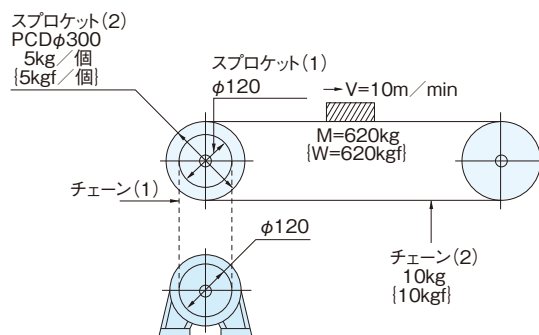 スプロケット(2)
PCDφ300
5kg/個
{5kgf/個}
スプロケット(1)
φ120
V=10m/min
M=620kg
{W=620kgf}
チェーン(1)
φ120
チェーン(2)
10kg
{10kgf}